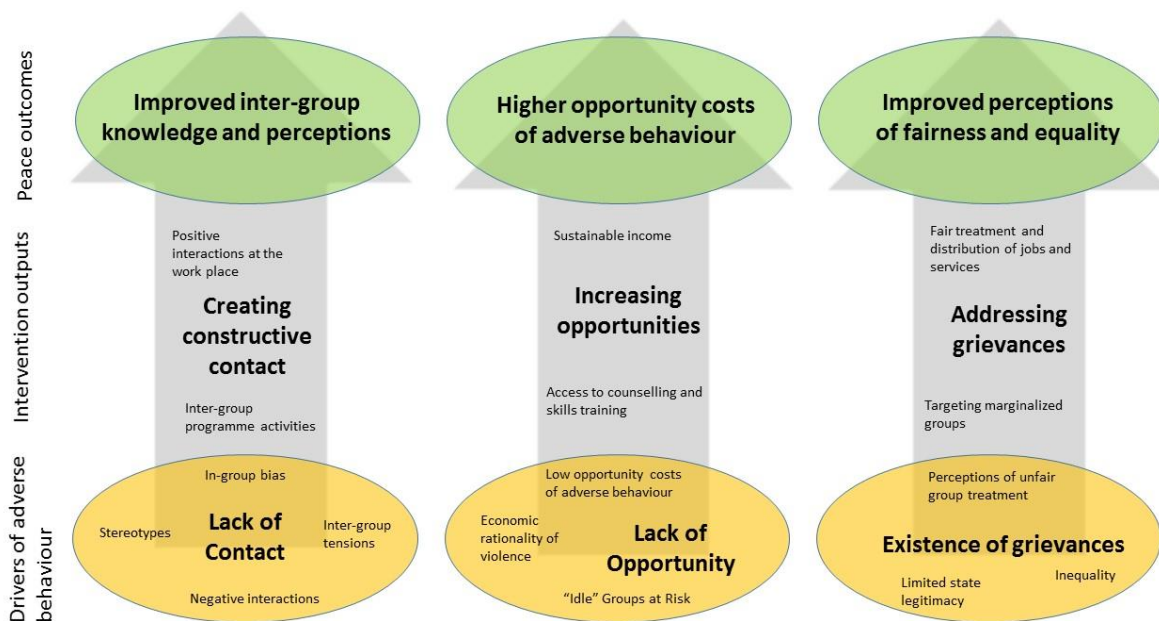 Peace outcomes
Improved inter-group
knowledge and perceptions
Higher opportunity costs
of adverse behaviour
Improved perceptions
of fairness and equality
Intervention outputs
Positive
interactions at the
work place
Creating
constructive
contact
Inter-group
programme activities
Sustainable income
Increasing
opportunities
Access to counselling and
skills training
Fair treatment and
distribution of jobs and
services
Addressing
grievances
Targeting marginalized
groups
Drivers of adverse
behaviour
In-group bias
Stereotypes
Lack of
Contact
Inter-group
tensions
Negative interactions
Low opportunity costs
of adverse behaviour
Economic
rationality of
violence
Lack of
Opportunity
“Idle” Groups at Risk
Perceptions of unfair
group treatment
Existence of grievances
Limited state
legitimacy
Inequality